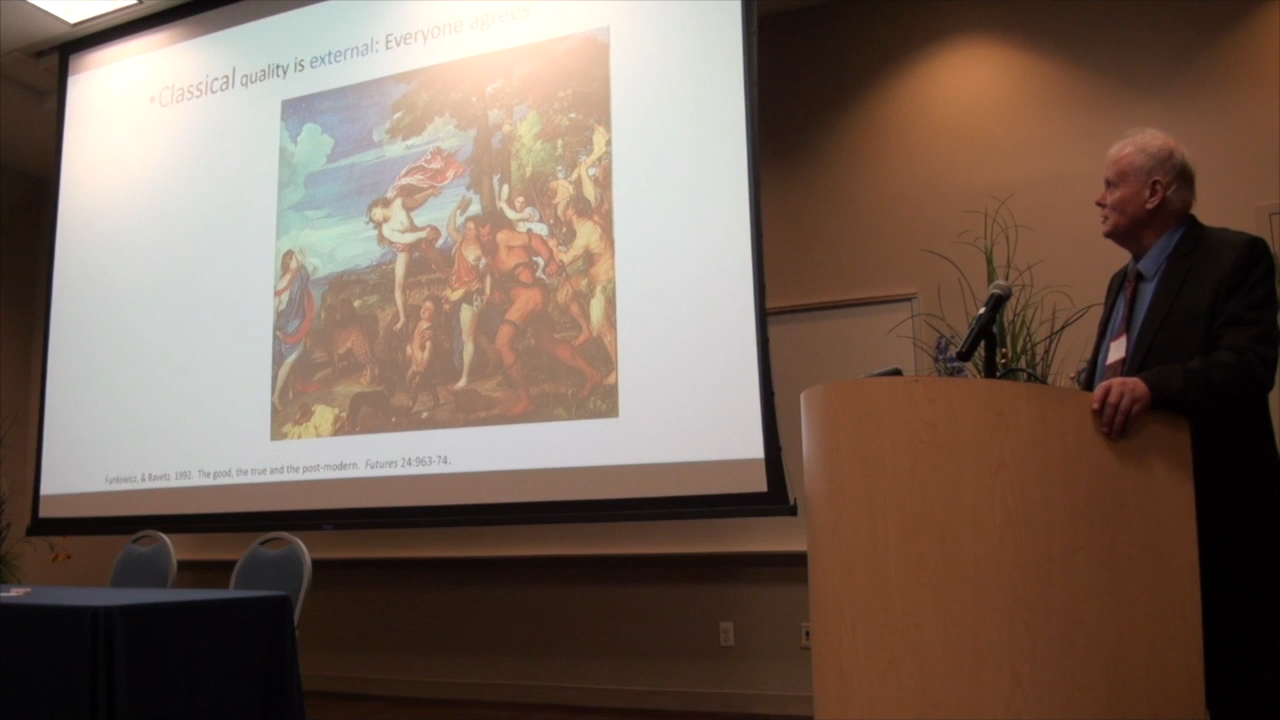 • Classical quality is external: Everyone agrees
Funtowicz, & Ravetz. 1992. The good, the true and the post-modern. Futures 24:963-74.